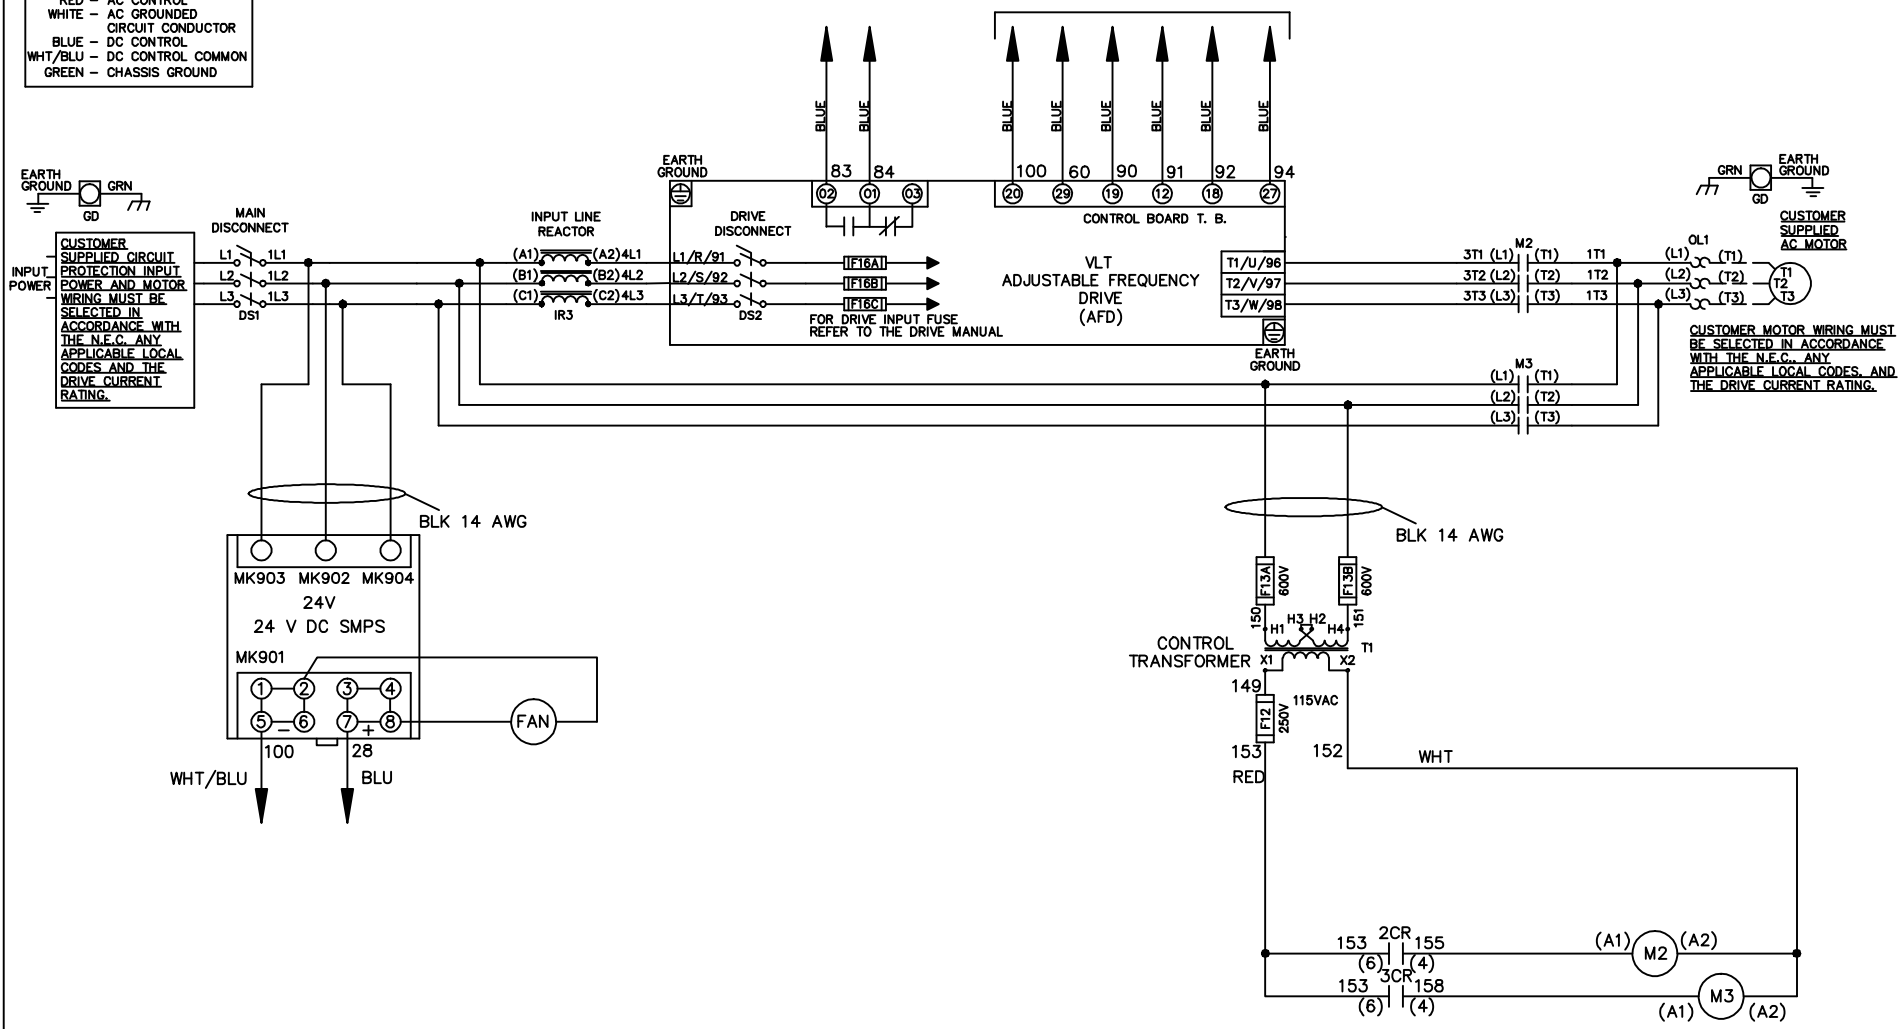 RED – AC CONTROL
WHITE – AC GROUNDED
CIRCUIT CONDUCTOR
BLUE – DC CONTROL
WHT/BLU – DC CONTROL COMMON
GREEN – CHASSIS GROUND
EARTH
GROUND
GRN
GD
INPUT
POWER
CUSTOMER
SUPPLIED CIRCUIT
PROTECTION INPUT
POWER AND MOTOR
WIRING MUST BE
SELECTED IN
ACCORDANCE WITH
THE N.E.C. ANY
APPLICABLE LOCAL
CODES AND THE
DRIVE CURRENT
RATING.
MAIN
DISCONNECT
L1 1L1
L2 1L2
L3 1L3
DS1
INPUT LINE
REACTOR
(A1) (A2) 4L1
(B1) (B2) 4L2
(C1) (C2) 4L3
IR3
EARTH
GROUND
L1/R/91
L2/S/92
L3/T/93
DRIVE
DISCONNECT
DS2
BLUE BLUE
83 84
02 01 03
F16A
F16B
F16C
FOR DRIVE INPUT FUSE
REFER TO THE DRIVE MANUAL
BLUE BLUE BLUE BLUE BLUE BLUE
100 60 90 91 92 94
20 29 19 12 18 27
CONTROL BOARD T. B.
VLT
ADJUSTABLE FREQUENCY
DRIVE
(AFD)
T1/U/96
T2/V/97
T3/W/98
EARTH
GROUND
M2
3T1 (L1) (T1) 1T1
3T2 (L2) (T2) 1T2
3T3 (L3) (T3) 1T3
OL1
(L1) (T1)
(L2) (T2)
(L3) (T3)
T1
T2
T3
GRN
GD
EARTH
GROUND
CUSTOMER
SUPPLIED
AC MOTOR
CUSTOMER MOTOR WIRING MUST
BE SELECTED IN ACCORDANCE
WITH THE N.E.C., ANY
APPLICABLE LOCAL CODES, AND
THE DRIVE CURRENT RATING.
M3
(L1) (T1)
(L2) (T2)
(L3) (T3)
BLK 14 AWG
MK903 MK902 MK904
24V
24 V DC SMPS
MK901
1 2 3 4
5 6 7 8
– +
FAN
100 28
WHT/BLU BLU
BLK 14 AWG
F13A 600V
F13B 600V
150 151
H1 H3 H2 H4
T1
CONTROL
TRANSFORMER
X1 X2
149
115VAC
F12 250V
153 152
RED
WHT
2CR
153 155
(6) (4)
(A1) M2 (A2)
3CR
153 158
(6) (4)
(A1) M3 (A2)